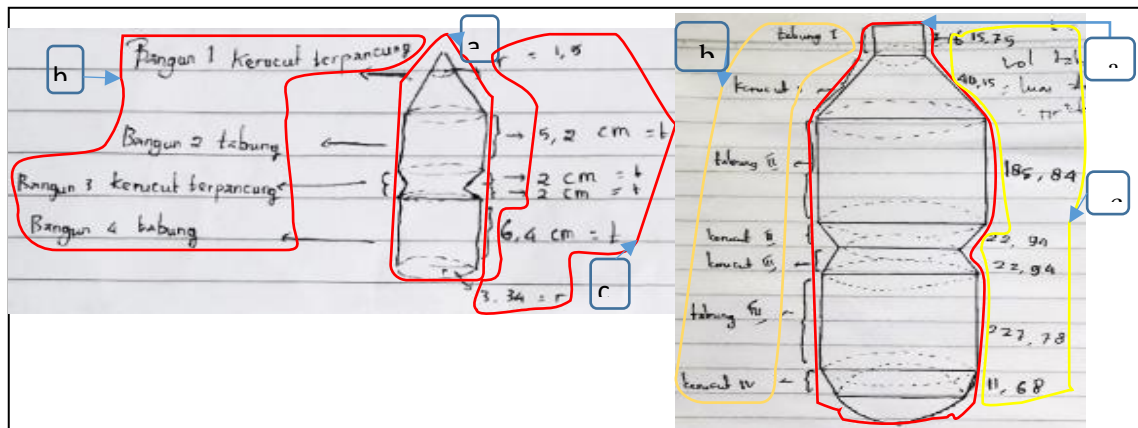 a
b
Bangun 1 Kerucut terpancung
r = 1,5
Bangun 2 tabung
5,2 cm = t
Bangun 3 Kerucut terpancung
2 cm = t
2 cm = t
Bangun 4 tabung
6,4 cm = t
3.34 = r
c
b
tabung I
15,75
Vol
kerucut
40,15
tabung II
185,84
kerucut II
22,94
kerucut III
22,94
tabung III
227,78
kerucut IV
11,68